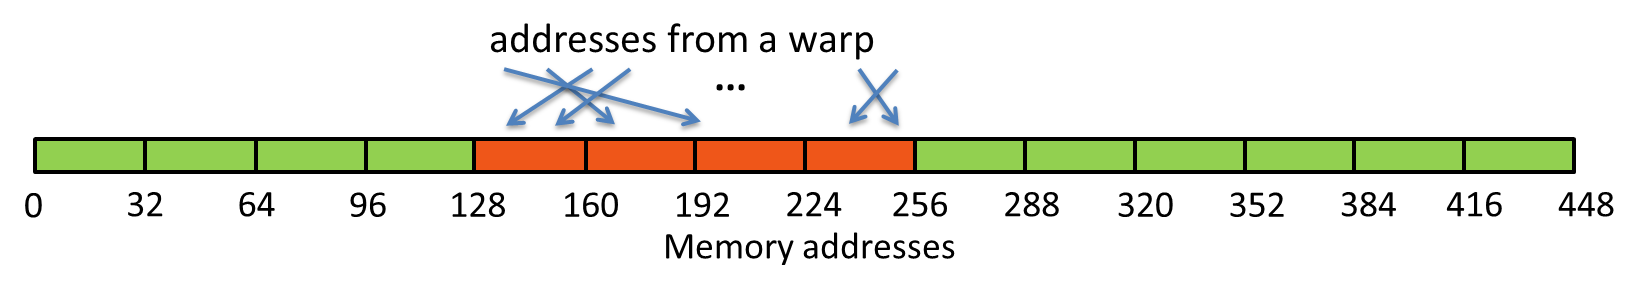 addresses from a warp
...
0 32 64 96 128 160 192 224 256 288 320 352 384 416 448
Memory addresses